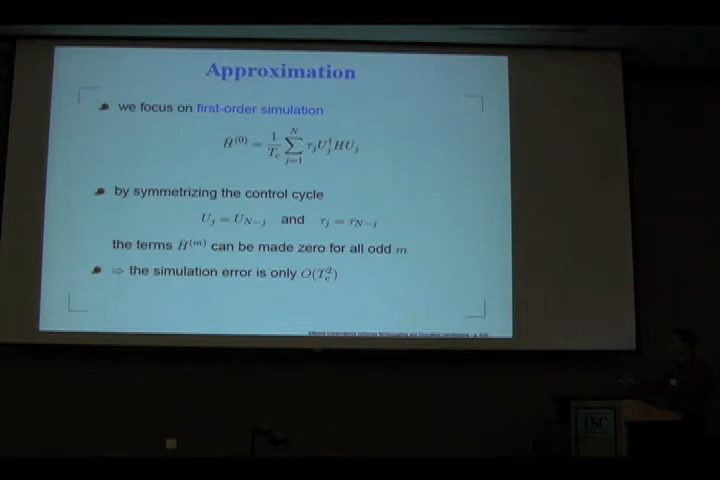 Approximation
we focus on first-order simulation
H̄⁽⁰⁾ = 1/T_c ∑_{j=1}^{N} τ_j U_j^† H U_j
by symmetrizing the control cycle
U_j = U_{N−j} and τ_j = τ_{N−j}
the terms H̄⁽ᵐ⁾ can be made zero for all odd m
⇒ the simulation error is only O(T_c²)
USC